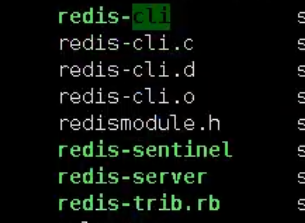 redis-cli
redis-cli.c
redis-cli.d
redis-cli.o
redismodule.h
redis-sentinel
redis-server
redis-trib.rb